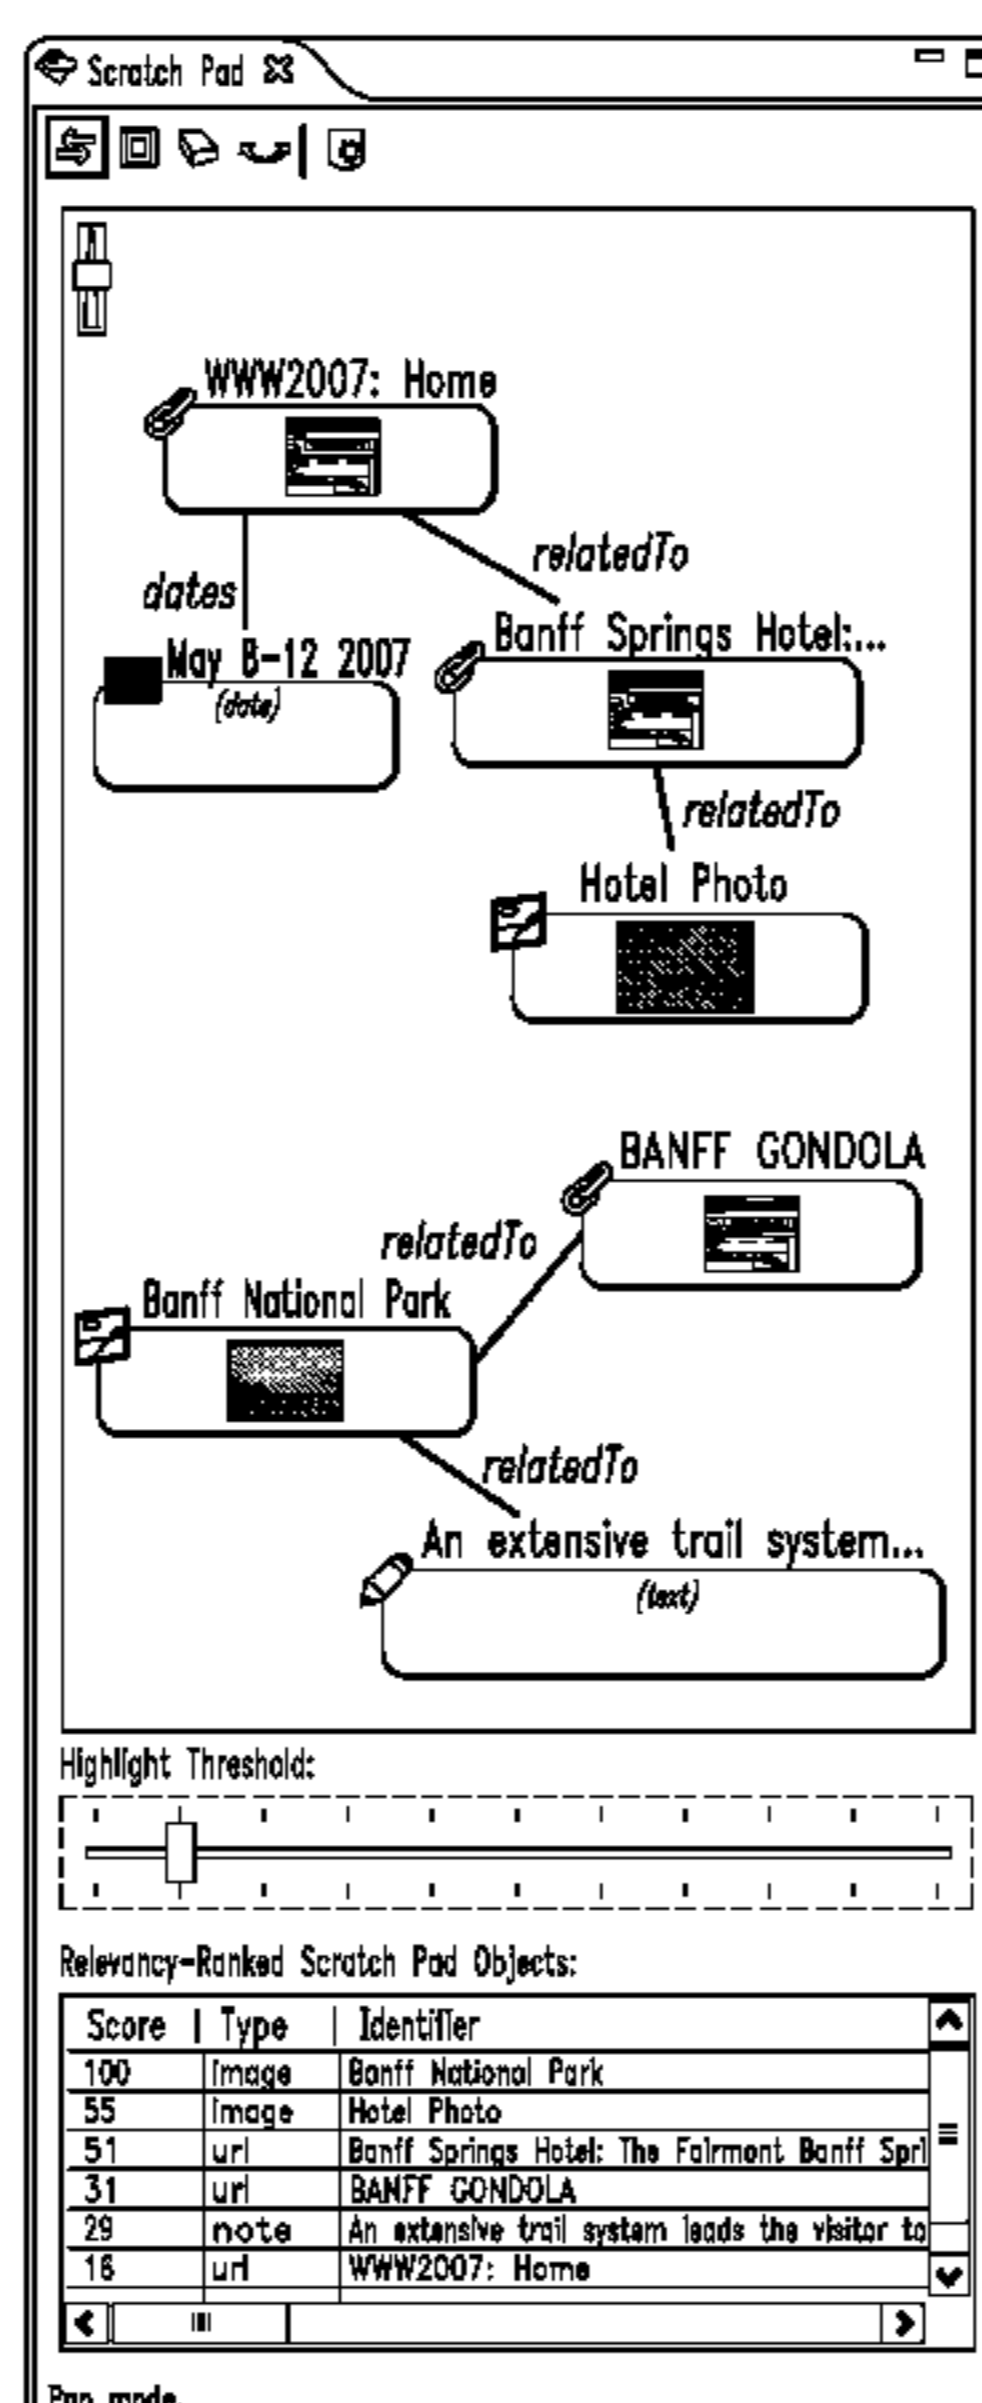 Scratch Pad
WWW2007: Home
relatedTo
dates
Banff Springs Hotel:...
May 8-12 2007
(date)
relatedTo
Hotel Photo
BANFF GONDOLA
relatedTo
Banff National Park
relatedTo
An extensive trail system...
(text)
Highlight Threshold:
Relevancy-Ranked Scratch Pad Objects:
Score | Type | Identifier
100 image Banff National Park
55 image Hotel Photo
51 url Banff Springs Hotel: The Fairmont Banff Spri
31 url BANFF GONDOLA
29 note An extensive trail system leads the visitor to
16 url WWW2007: Home
Pan mode